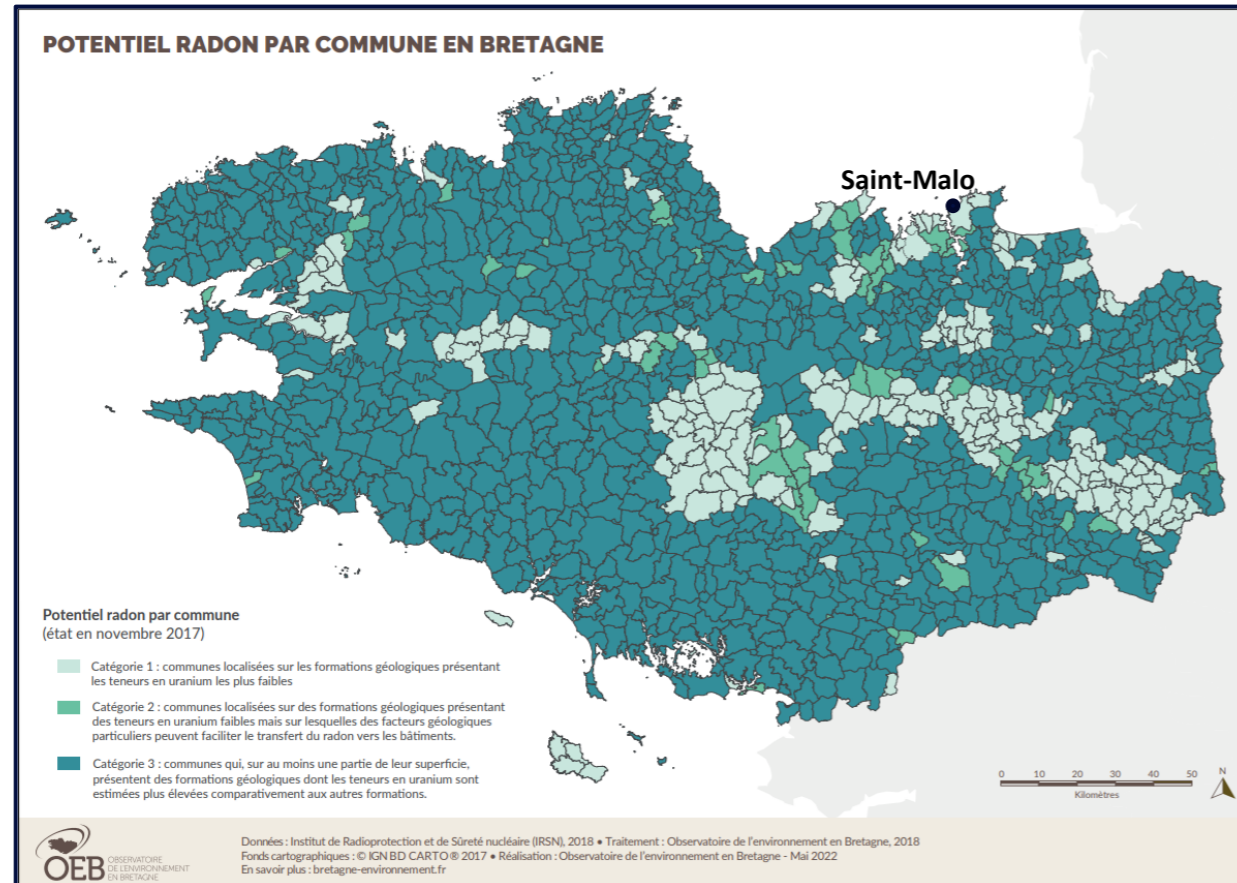 POTENTIEL RADON PAR COMMUNE EN BRETAGNE
Saint-Malo
Potentiel radon par commune
(état en novembre 2017)
Catégorie 1 : communes localisées sur les formations géologiques présentant
les teneurs en uranium les plus faibles
Catégorie 2 : communes localisées sur des formations géologiques présentant
des teneurs en uranium faibles mais sur lesquelles des facteurs géologiques
particuliers peuvent faciliter le transfert du radon vers les bâtiments.
Catégorie 3 : communes qui, sur au moins une partie de leur superficie,
présentent des formations géologiques dont les teneurs en uranium sont
estimées plus élevées comparativement aux autres formations.
0 10 20 30 40 50
Kilomètres
N
OEB
OBSERVATOIRE
DE L'ENVIRONNEMENT
EN BRETAGNE
Données : Institut de Radioprotection et de Sûreté nucléaire (IRSN), 2018 • Traitement : Observatoire de l'environnement en Bretagne, 2018
Fonds cartographiques : © IGN BD CARTO ® 2017 • Réalisation : Observatoire de l'environnement en Bretagne - Mai 2022
En savoir plus : bretagne-environnement.fr